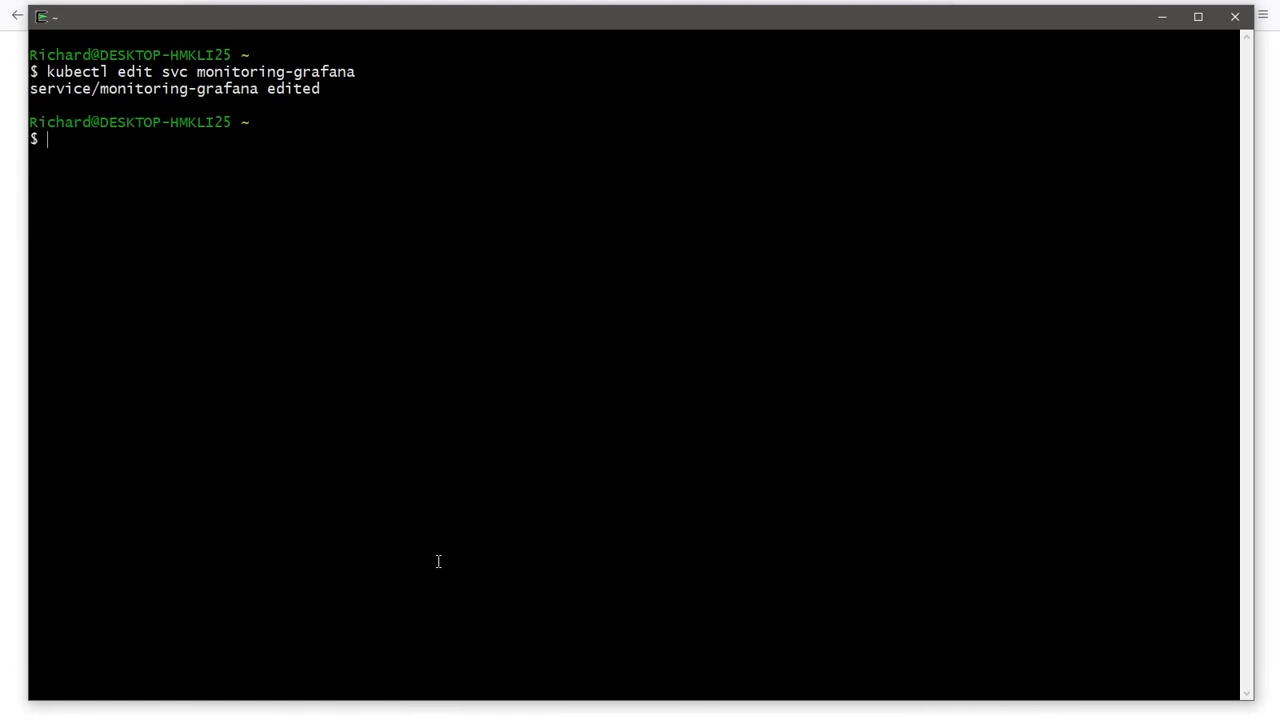 ~
Richard@DESKTOP-HMKLI25 ~
$ kubectl edit svc monitoring-grafana
service/monitoring-grafana edited
Richard@DESKTOP-HMKLI25 ~
$